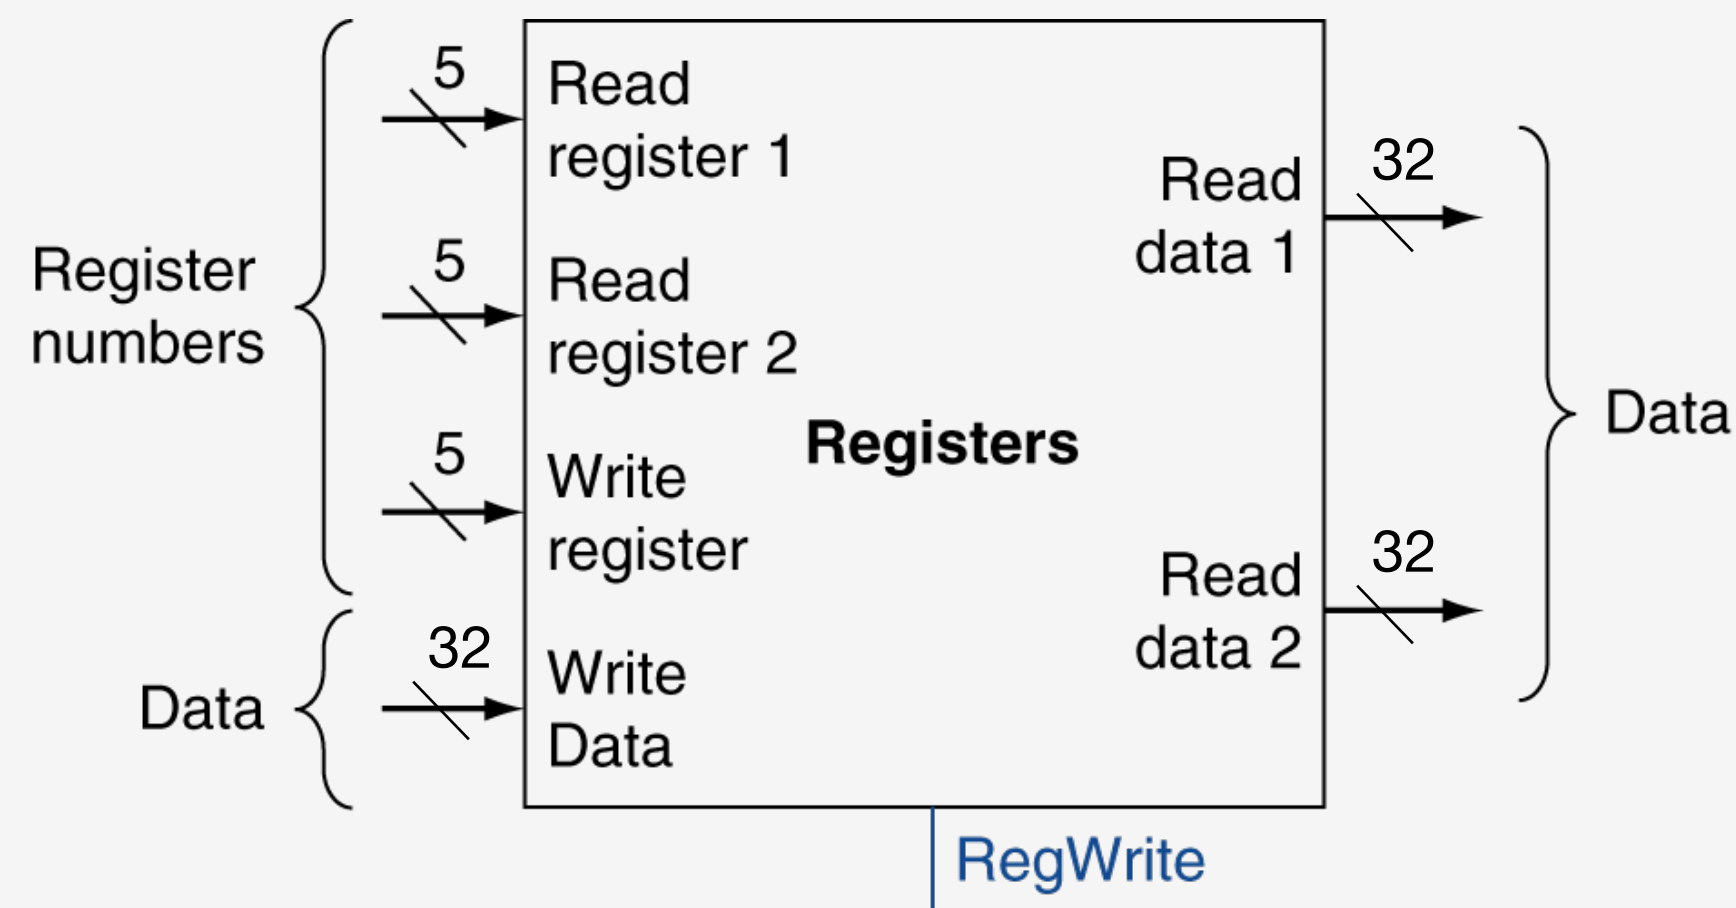 Register
numbers
Data
5
5
5
32
Read
register 1
Read
register 2
Write
register
Write
Data
Registers
Read
data 1
Read
data 2
32
32
Data
RegWrite